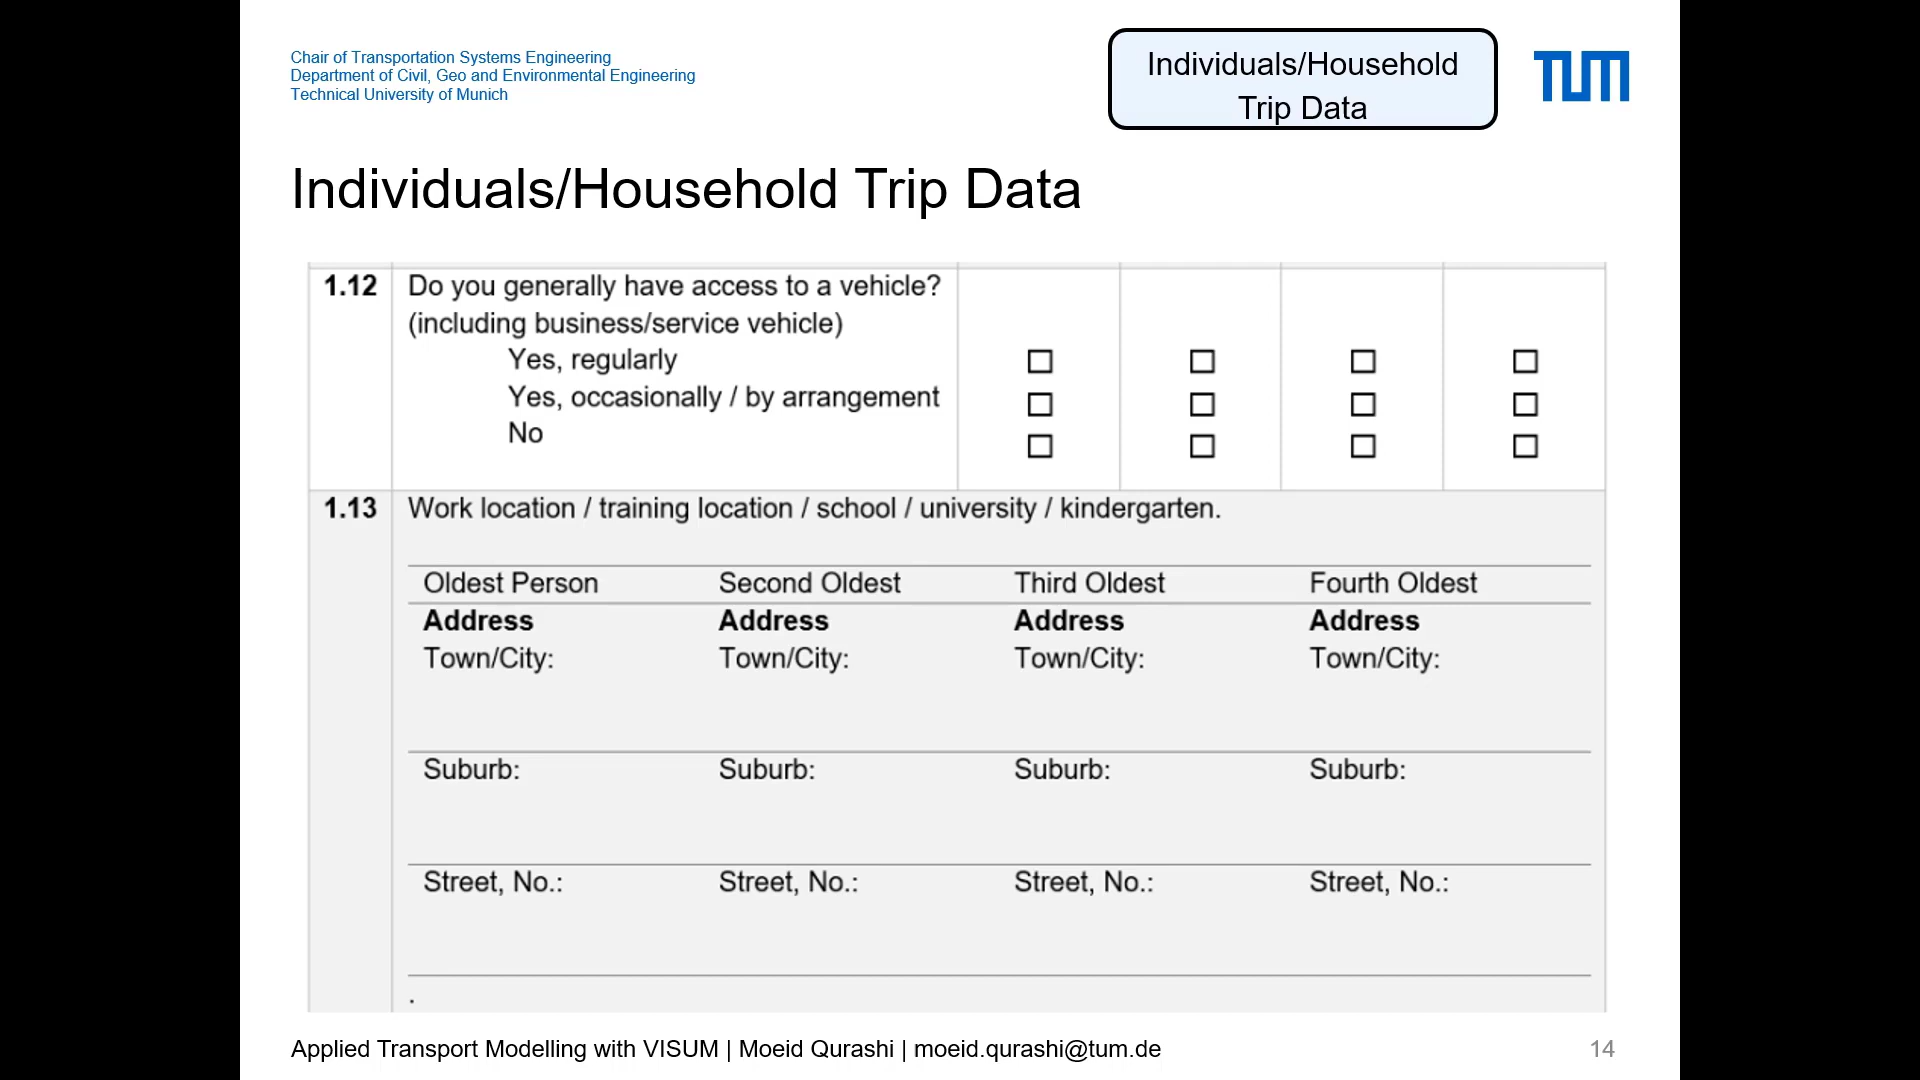 Chair of Transportation Systems Engineering
Department of Civil, Geo and Environmental Engineering
Technical University of Munich
Individuals/Household
Trip Data
TUM
Individuals/Household Trip Data
1.12 Do you generally have access to a vehicle?
(including business/service vehicle)
Yes, regularly
Yes, occasionally / by arrangement
No
1.13 Work location / training location / school / university / kindergarten.
Oldest Person Second Oldest Third Oldest Fourth Oldest
Address Address Address Address
Town/City: Town/City: Town/City: Town/City:
Suburb: Suburb: Suburb: Suburb:
Street, No.: Street, No.: Street, No.: Street, No.:
.
Applied Transport Modelling with VISUM | Moeid Qurashi | moeid.qurashi@tum.de 14